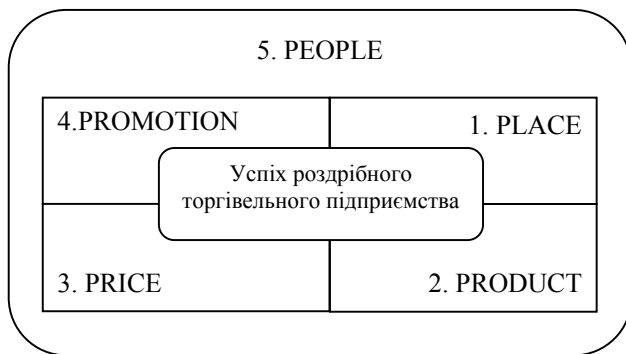 5. PEOPLE
4.PROMOTION
1. PLACE
Успіх роздрібного
торгівельного підприємства
3. PRICE
2. PRODUCT